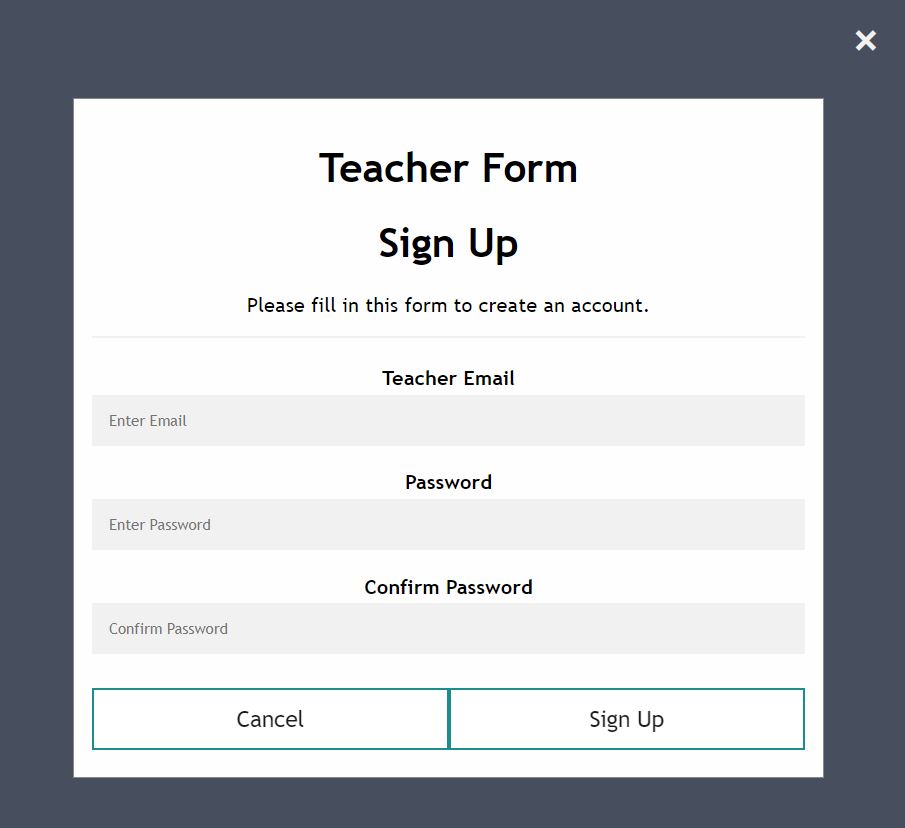 ×
Teacher Form
Sign Up
Please fill in this form to create an account.
Teacher Email
Enter Email
Password
Enter Password
Confirm Password
Confirm Password
Cancel
Sign Up